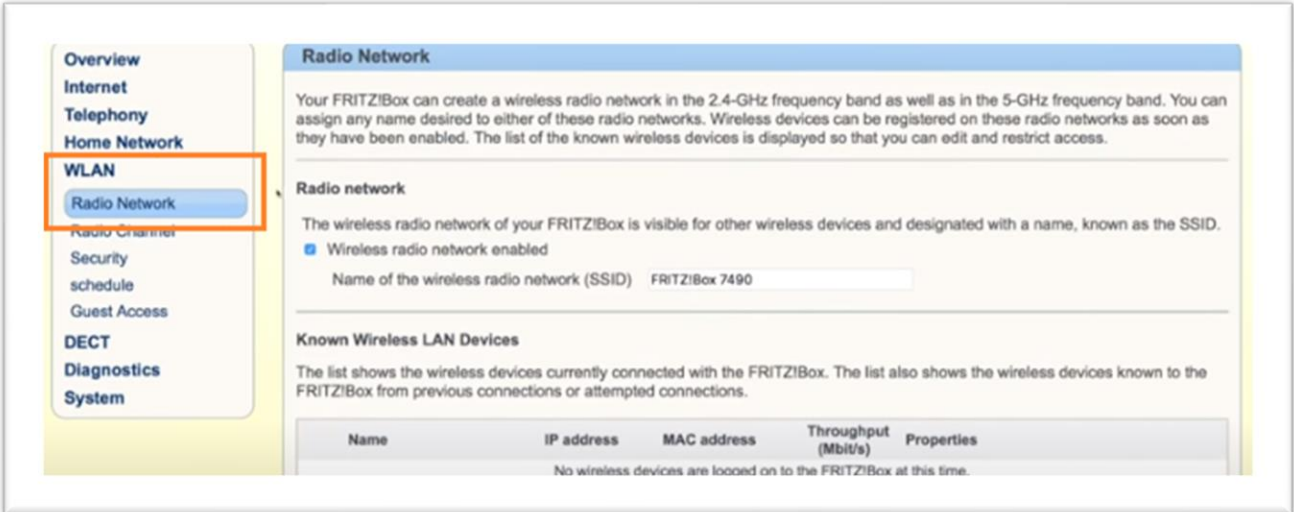 Overview
Internet
Telephony
Home Network
WLAN
Radio Network
Radio Channel
Security
schedule
Guest Access
DECT
Diagnostics
System
Radio Network
Your FRITZ!Box can create a wireless radio network in the 2.4-GHz frequency band as well as in the 5-GHz frequency band. You can
assign any name desired to either of these radio networks. Wireless devices can be registered on these radio networks as soon as
they have been enabled. The list of the known wireless devices is displayed so that you can edit and restrict access.
Radio network
The wireless radio network of your FRITZ!Box is visible for other wireless devices and designated with a name, known as the SSID.
Wireless radio network enabled
Name of the wireless radio network (SSID) FRITZ!Box 7490
Known Wireless LAN Devices
The list shows the wireless devices currently connected with the FRITZ!Box. The list also shows the wireless devices known to the
FRITZ!Box from previous connections or attempted connections.
Name IP address MAC address Throughput (Mbit/s) Properties
No wireless devices are logged on to the FRITZ!Box at this time.